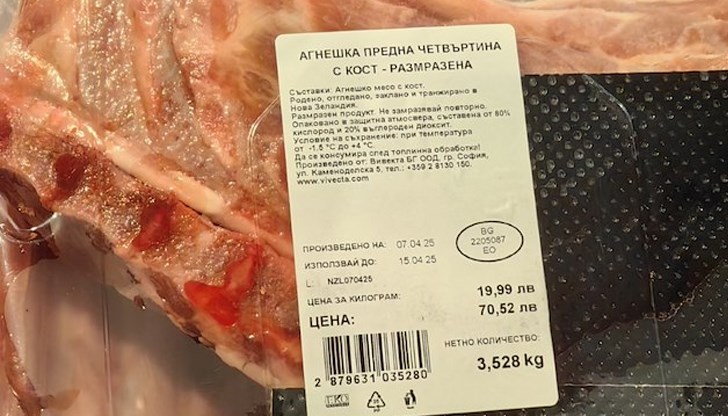 АГНЕШКА ПРЕДНА ЧЕТВЪРТИНА
С КОСТ - РАЗМРАЗЕНА
Съставки: Агнешко месо с кост.
Родено, отгледано, заклано и транжирано в
Нова Зеландия.
Размразен продукт. Не замразявай повторно.
Опаковано в защитна атмосфера, съставена от 80%
кислород и 20% въглероден диоксит.
Условие на съхранение: при температура
от -1,5 °C до +4 °C.
Да се консумира след топлинна обработка!
Произведено от: Вивекта БГ ООД, гр. София,
ул. Каменоделска 5, тел.: +359 2 8130 150.
www.vivecta.com
ПРОИЗВЕДЕНО НА: 07.04.25
ИЗПОЛЗВАЙ ДО: 15.04.25
L: NZL070425
BG
2205087
EO
ЦЕНА ЗА КИЛОГРАМ: 19,99 лв
ЦЕНА: 70,52 лв
НЕТНО КОЛИЧЕСТВО:
3,528 kg
2 879631 035280